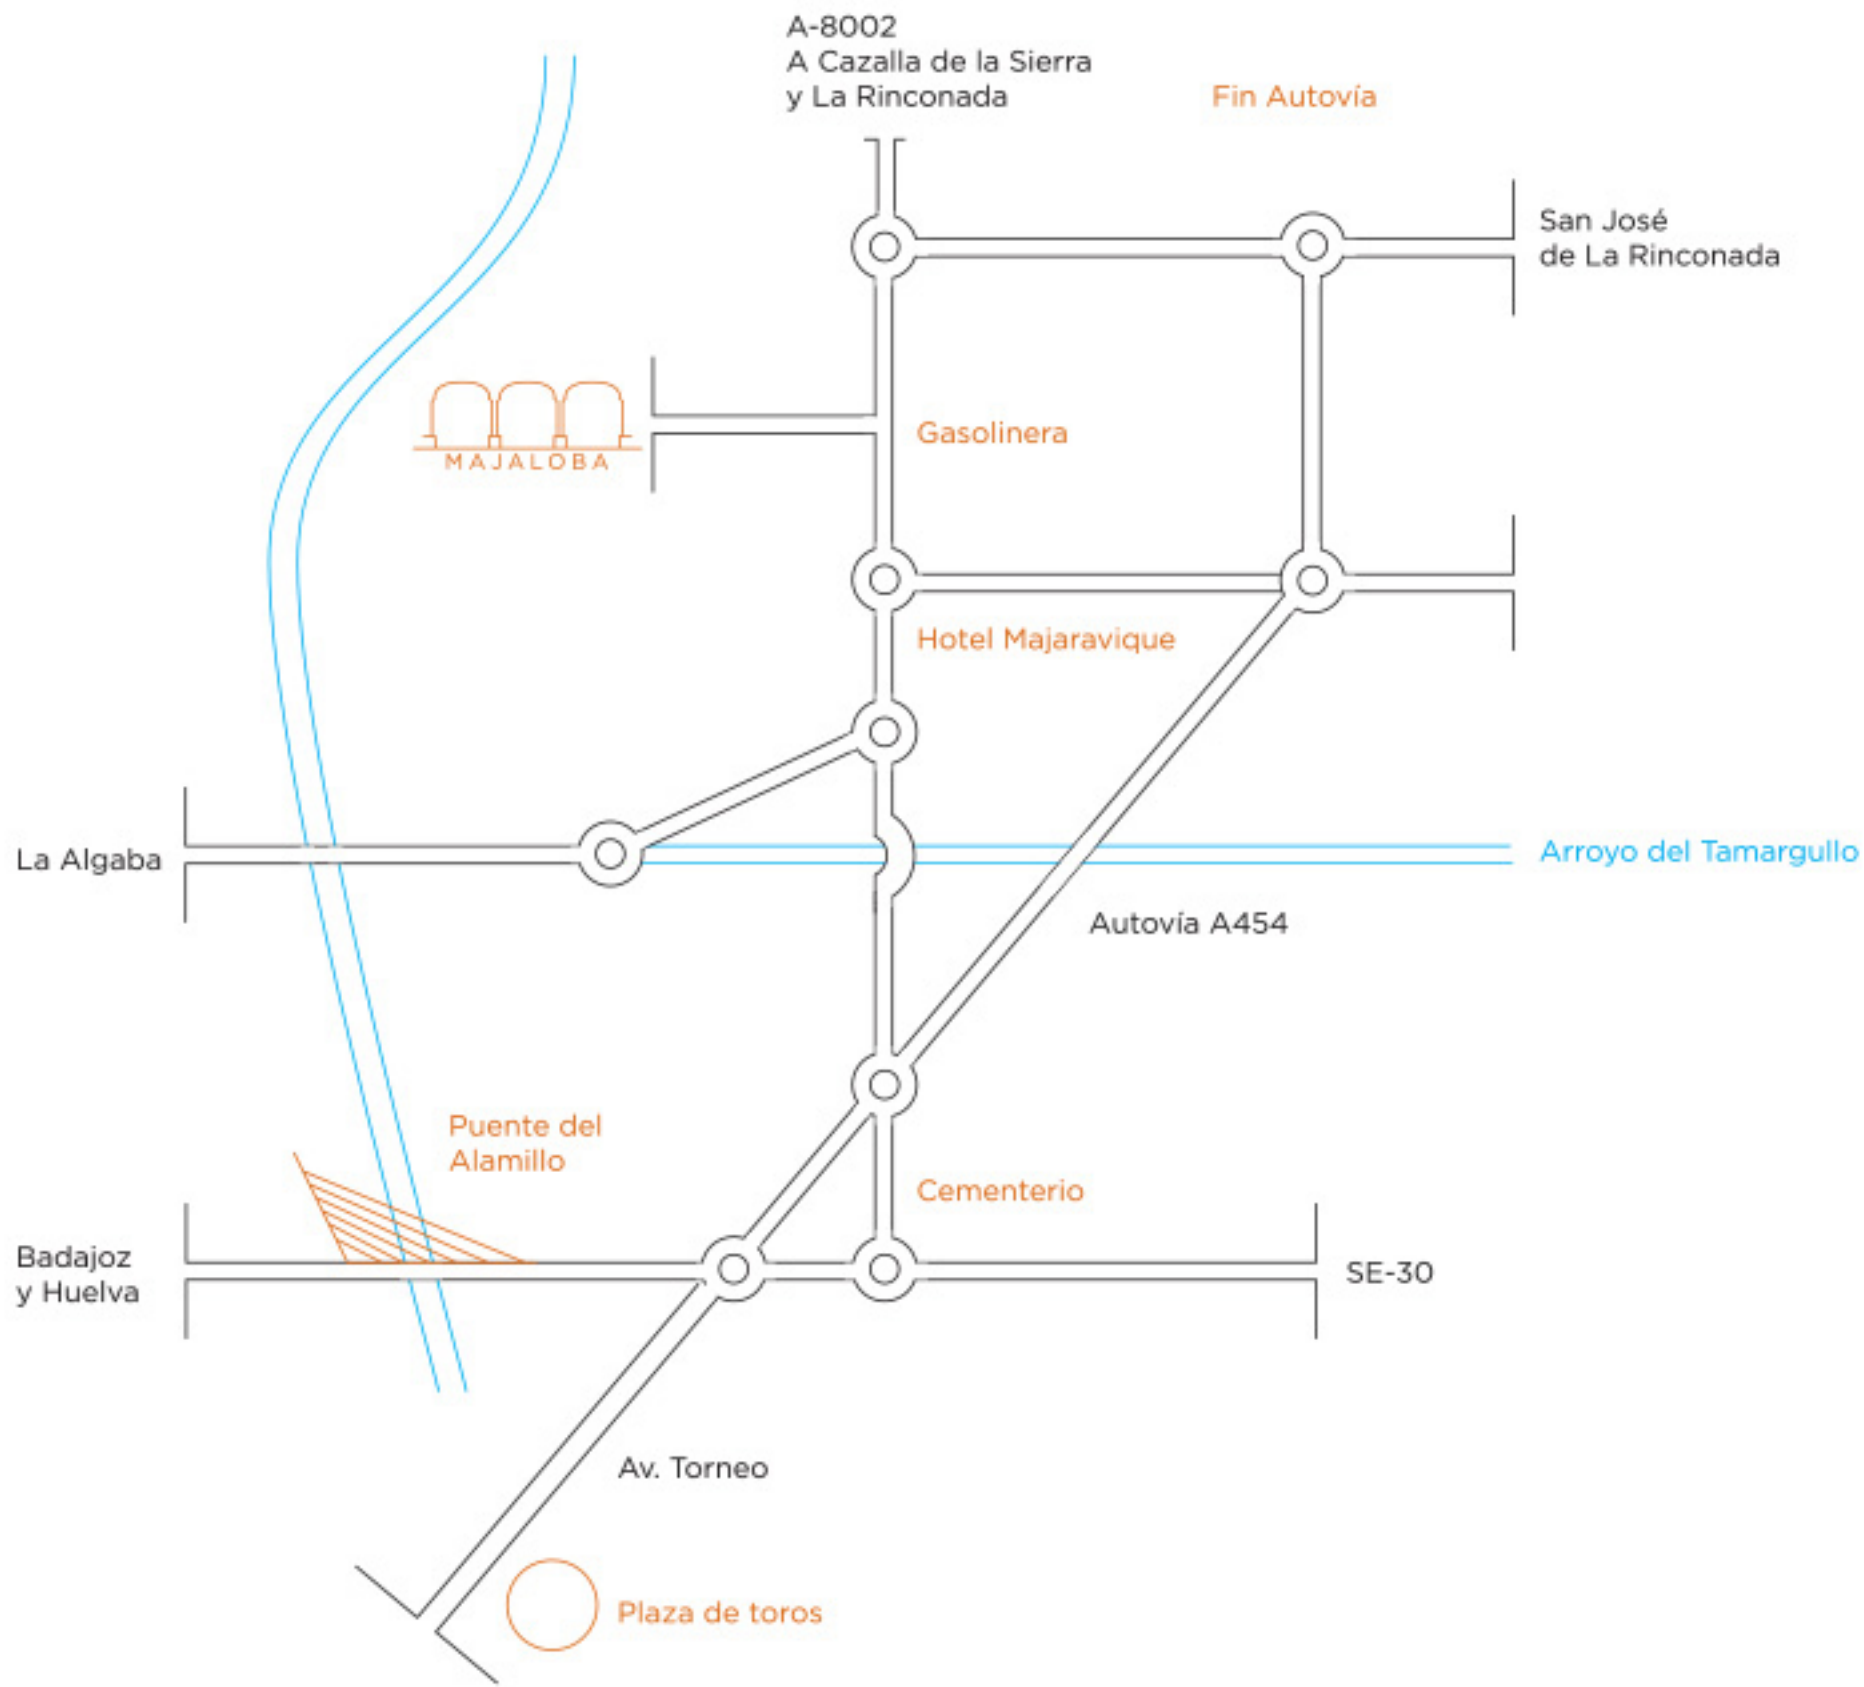 A-8002
A Cazalla de la Sierra
y La Rinconada
Fin Autovía
San José
de La Rinconada
MAJALOBA
Gasolinera
Hotel Majaravique
La Algaba
Arroyo del Tamargullo
Autovía A454
Puente del
Alamillo
Cementerio
Badajoz
y Huelva
SE-30
Av. Torneo
Plaza de toros